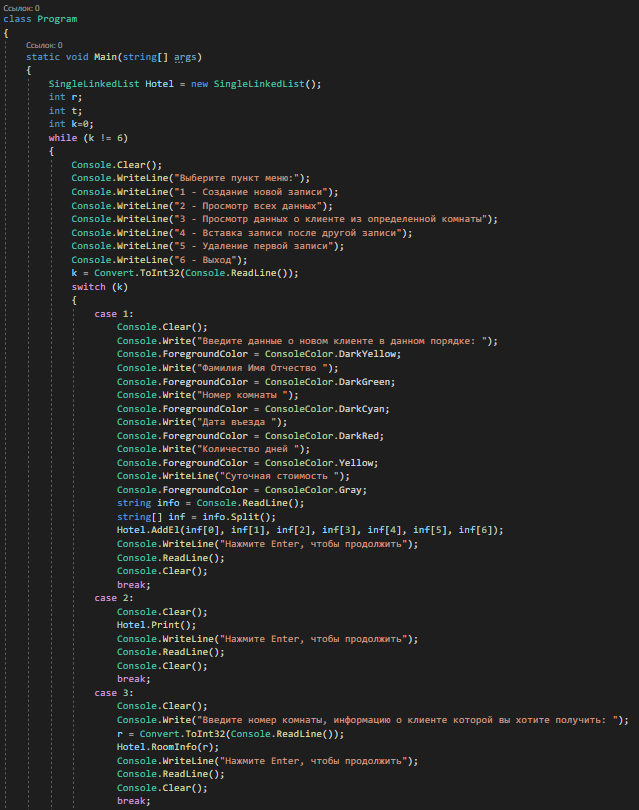 Ссылок: 0
class Program
{
Ссылок: 0
static void Main(string[] args)
{
SingleLinkedList Hotel = new SingleLinkedList();
int r;
int t;
int k=0;
while (k != 6)
{
Console.Clear();
Console.WriteLine("Выберите пункт меню:");
Console.WriteLine("1 - Создание новой записи");
Console.WriteLine("2 - Просмотр всех данных");
Console.WriteLine("3 - Просмотр данных о клиенте из определенной комнаты");
Console.WriteLine("4 - Вставка записи после другой записи");
Console.WriteLine("5 - Удаление первой записи");
Console.WriteLine("6 - Выход");
k = Convert.ToInt32(Console.ReadLine());
switch (k)
{
case 1:
Console.Clear();
Console.Write("Введите данные о новом клиенте в данном порядке: ");
Console.ForegroundColor = ConsoleColor.DarkYellow;
Console.Write("Фамилия Имя Отчество ");
Console.ForegroundColor = ConsoleColor.DarkGreen;
Console.Write("Номер комнаты ");
Console.ForegroundColor = ConsoleColor.DarkCyan;
Console.Write("Дата въезда ");
Console.ForegroundColor = ConsoleColor.DarkRed;
Console.Write("Количество дней ");
Console.ForegroundColor = ConsoleColor.Yellow;
Console.WriteLine("Суточная стоимость ");
Console.ForegroundColor = ConsoleColor.Gray;
string info = Console.ReadLine();
string[] inf = info.Split();
Hotel.AddEl(inf[0], inf[1], inf[2], inf[3], inf[4], inf[5], inf[6]);
Console.WriteLine("Нажмите Enter, чтобы продолжить");
Console.ReadLine();
Console.Clear();
break;
case 2:
Console.Clear();
Hotel.Print();
Console.WriteLine("Нажмите Enter, чтобы продолжить");
Console.ReadLine();
Console.Clear();
break;
case 3:
Console.Clear();
Console.Write("Введите номер комнаты, информацию о клиенте которой вы хотите получить: ");
r = Convert.ToInt32(Console.ReadLine());
Hotel.RoomInfo(r);
Console.WriteLine("Нажмите Enter, чтобы продолжить");
Console.ReadLine();
Console.Clear();
break;